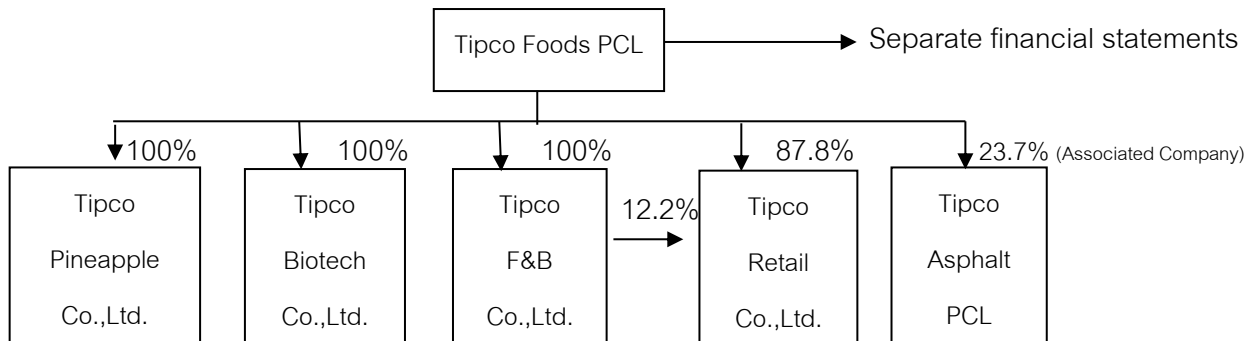 Tipco Foods PCL
Separate financial statements
100%
100%
100%
87.8%
23.7% (Associated Company)
Tipco
Pineapple
Co.,Ltd.
Tipco
Biotech
Co.,Ltd.
Tipco
F&B
Co.,Ltd.
12.2%
Tipco
Retail
Co.,Ltd.
Tipco
Asphalt
PCL